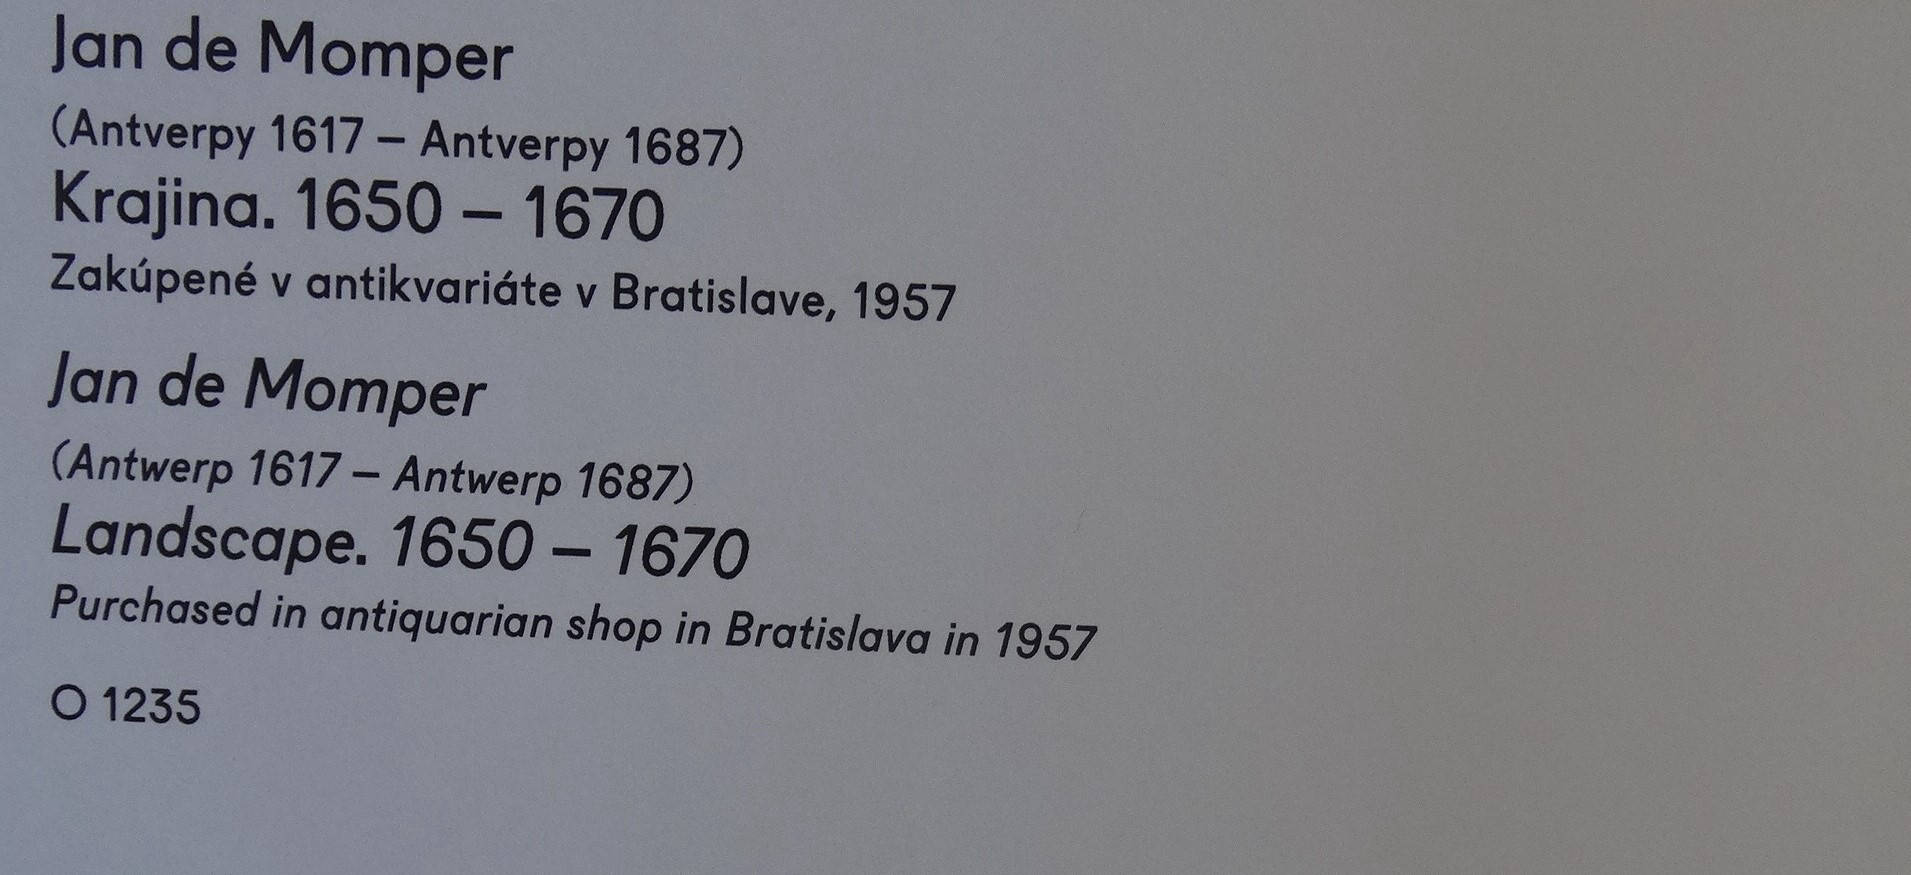 Jan de Momper
(Antverpy 1617 – Antverpy 1687)
Krajina. 1650 – 1670
Zakúpené v antikvariáte v Bratislave, 1957
Jan de Momper
(Antwerp 1617 – Antwerp 1687)
Landscape. 1650 – 1670
Purchased in antiquarian shop in Bratislava in 1957
O 1235